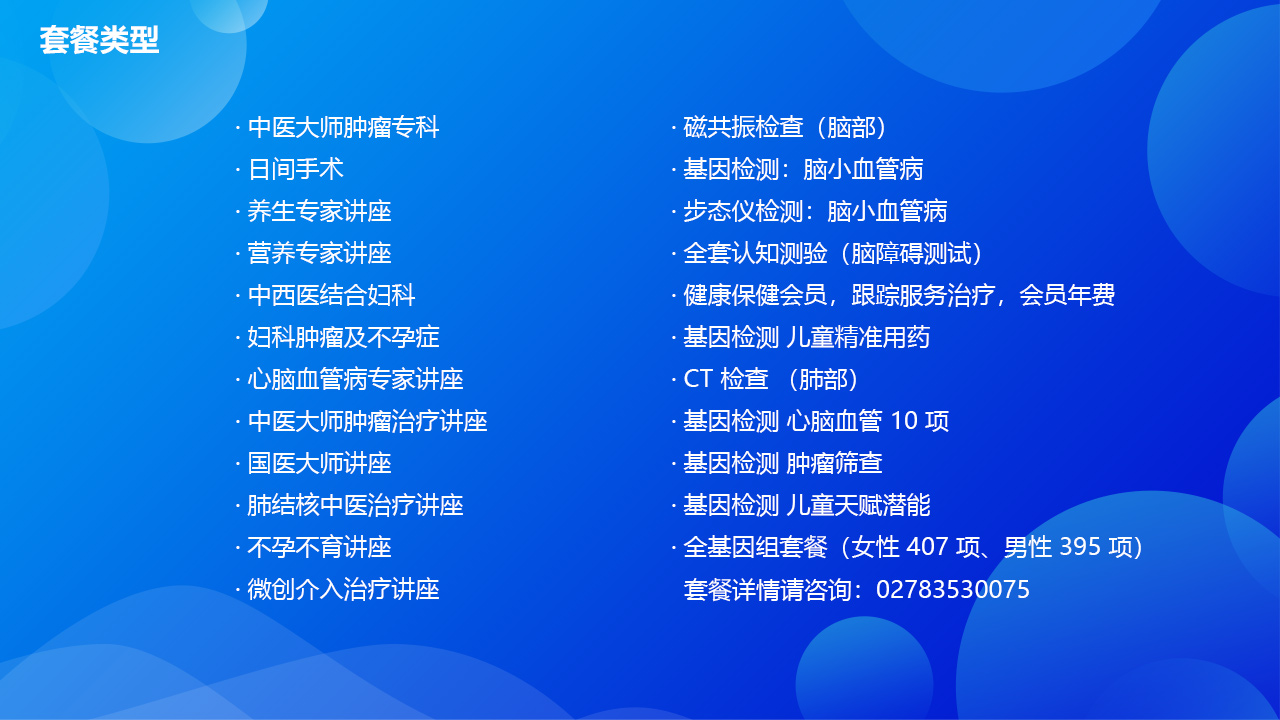 套餐类型
· 中医大师肿瘤专科
· 日间手术
· 养生专家讲座
· 营养专家讲座
· 中西医结合妇科
· 妇科肿瘤及不孕症
· 心脑血管病专家讲座
· 中医大师肿瘤治疗讲座
· 国医大师讲座
· 肺结核中医治疗讲座
· 不孕不育讲座
· 微创介入治疗讲座
· 磁共振检查（脑部）
· 基因检测：脑小血管病
· 步态仪检测：脑小血管病
· 全套认知测验（脑障碍测试）
· 健康保健会员，跟踪服务治疗，会员年费
· 基因检测 儿童精准用药
· CT 检查 （肺部）
· 基因检测 心脑血管 10 项
· 基因检测 肿瘤筛查
· 基因检测 儿童天赋潜能
· 全基因组套餐（女性 407 项、男性 395 项）
套餐详情请咨询：02783530075